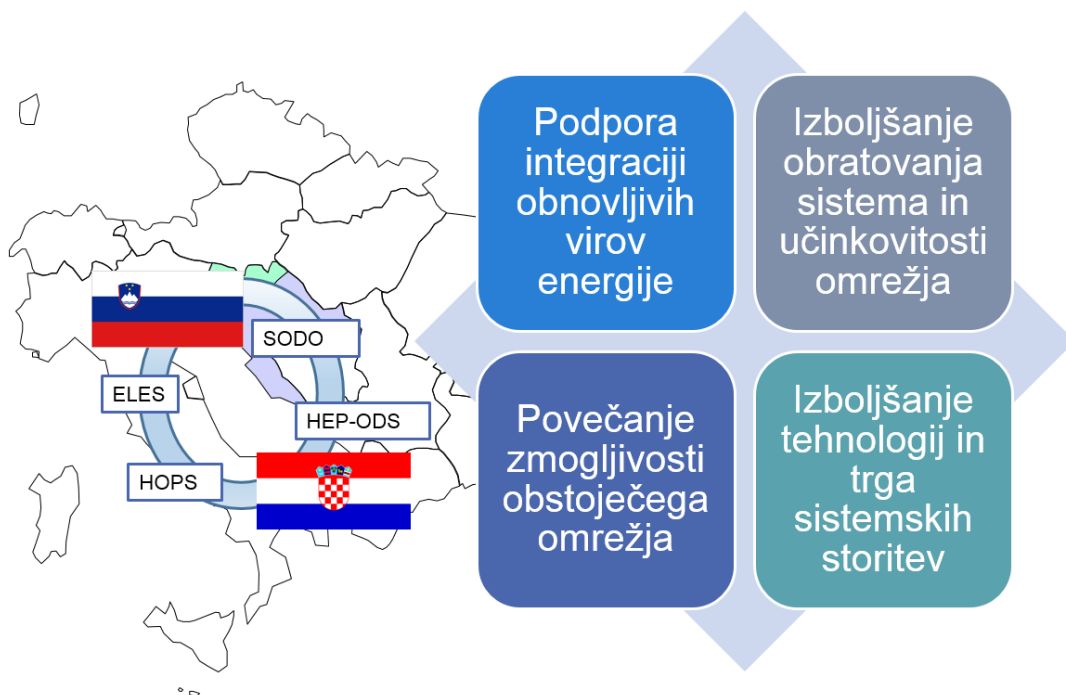 SODO
ELES
HEP-ODS
HOPS
Podpora
integraciji
obnovljivih
virov
energije
Izboljšanje
obratovanja
sistema in
učinkovitosti
omrežja
Povečanje
zmogljivosti
obstoječega
omrežja
Izboljšanje
tehnologij in
trga
sistemskih
storitev